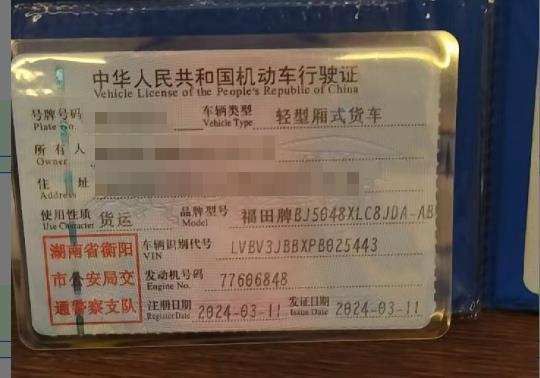 中华人民共和国机动车行驶证
Vehicle License of the People's Republic of China
号牌号码 车辆类型 轻型厢式货车
Plate No. Vehicle Type
所有人
Owner
住址
Address
使用性质 货运 品牌型号 福田牌BJ5048XLC8JDA-AB
Use Character Model
湖南省衡阳
市公安局交
通警察支队
车辆识别代号 LVBV3JBBXPB025443
VIN
发动机号码 77606848
Engine No.
注册日期 2024-03-11 发证日期 2024-03-11
Register Date Issue Date